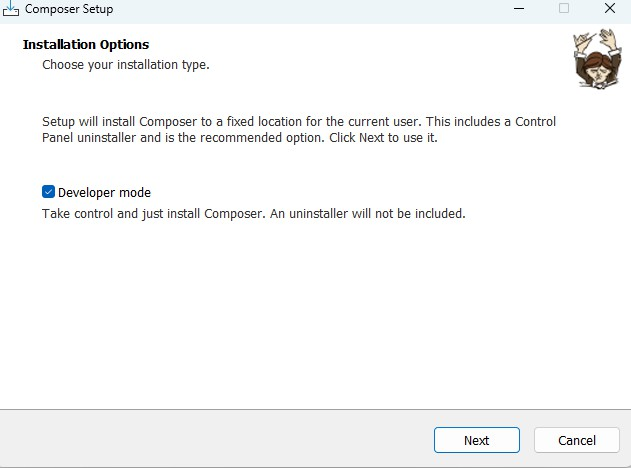 Composer Setup
Installation Options
Choose your installation type.
Setup will install Composer to a fixed location for the current user. This includes a Control
Panel uninstaller and is the recommended option. Click Next to use it.
Developer mode
Take control and just install Composer. An uninstaller will not be included.
Next
Cancel